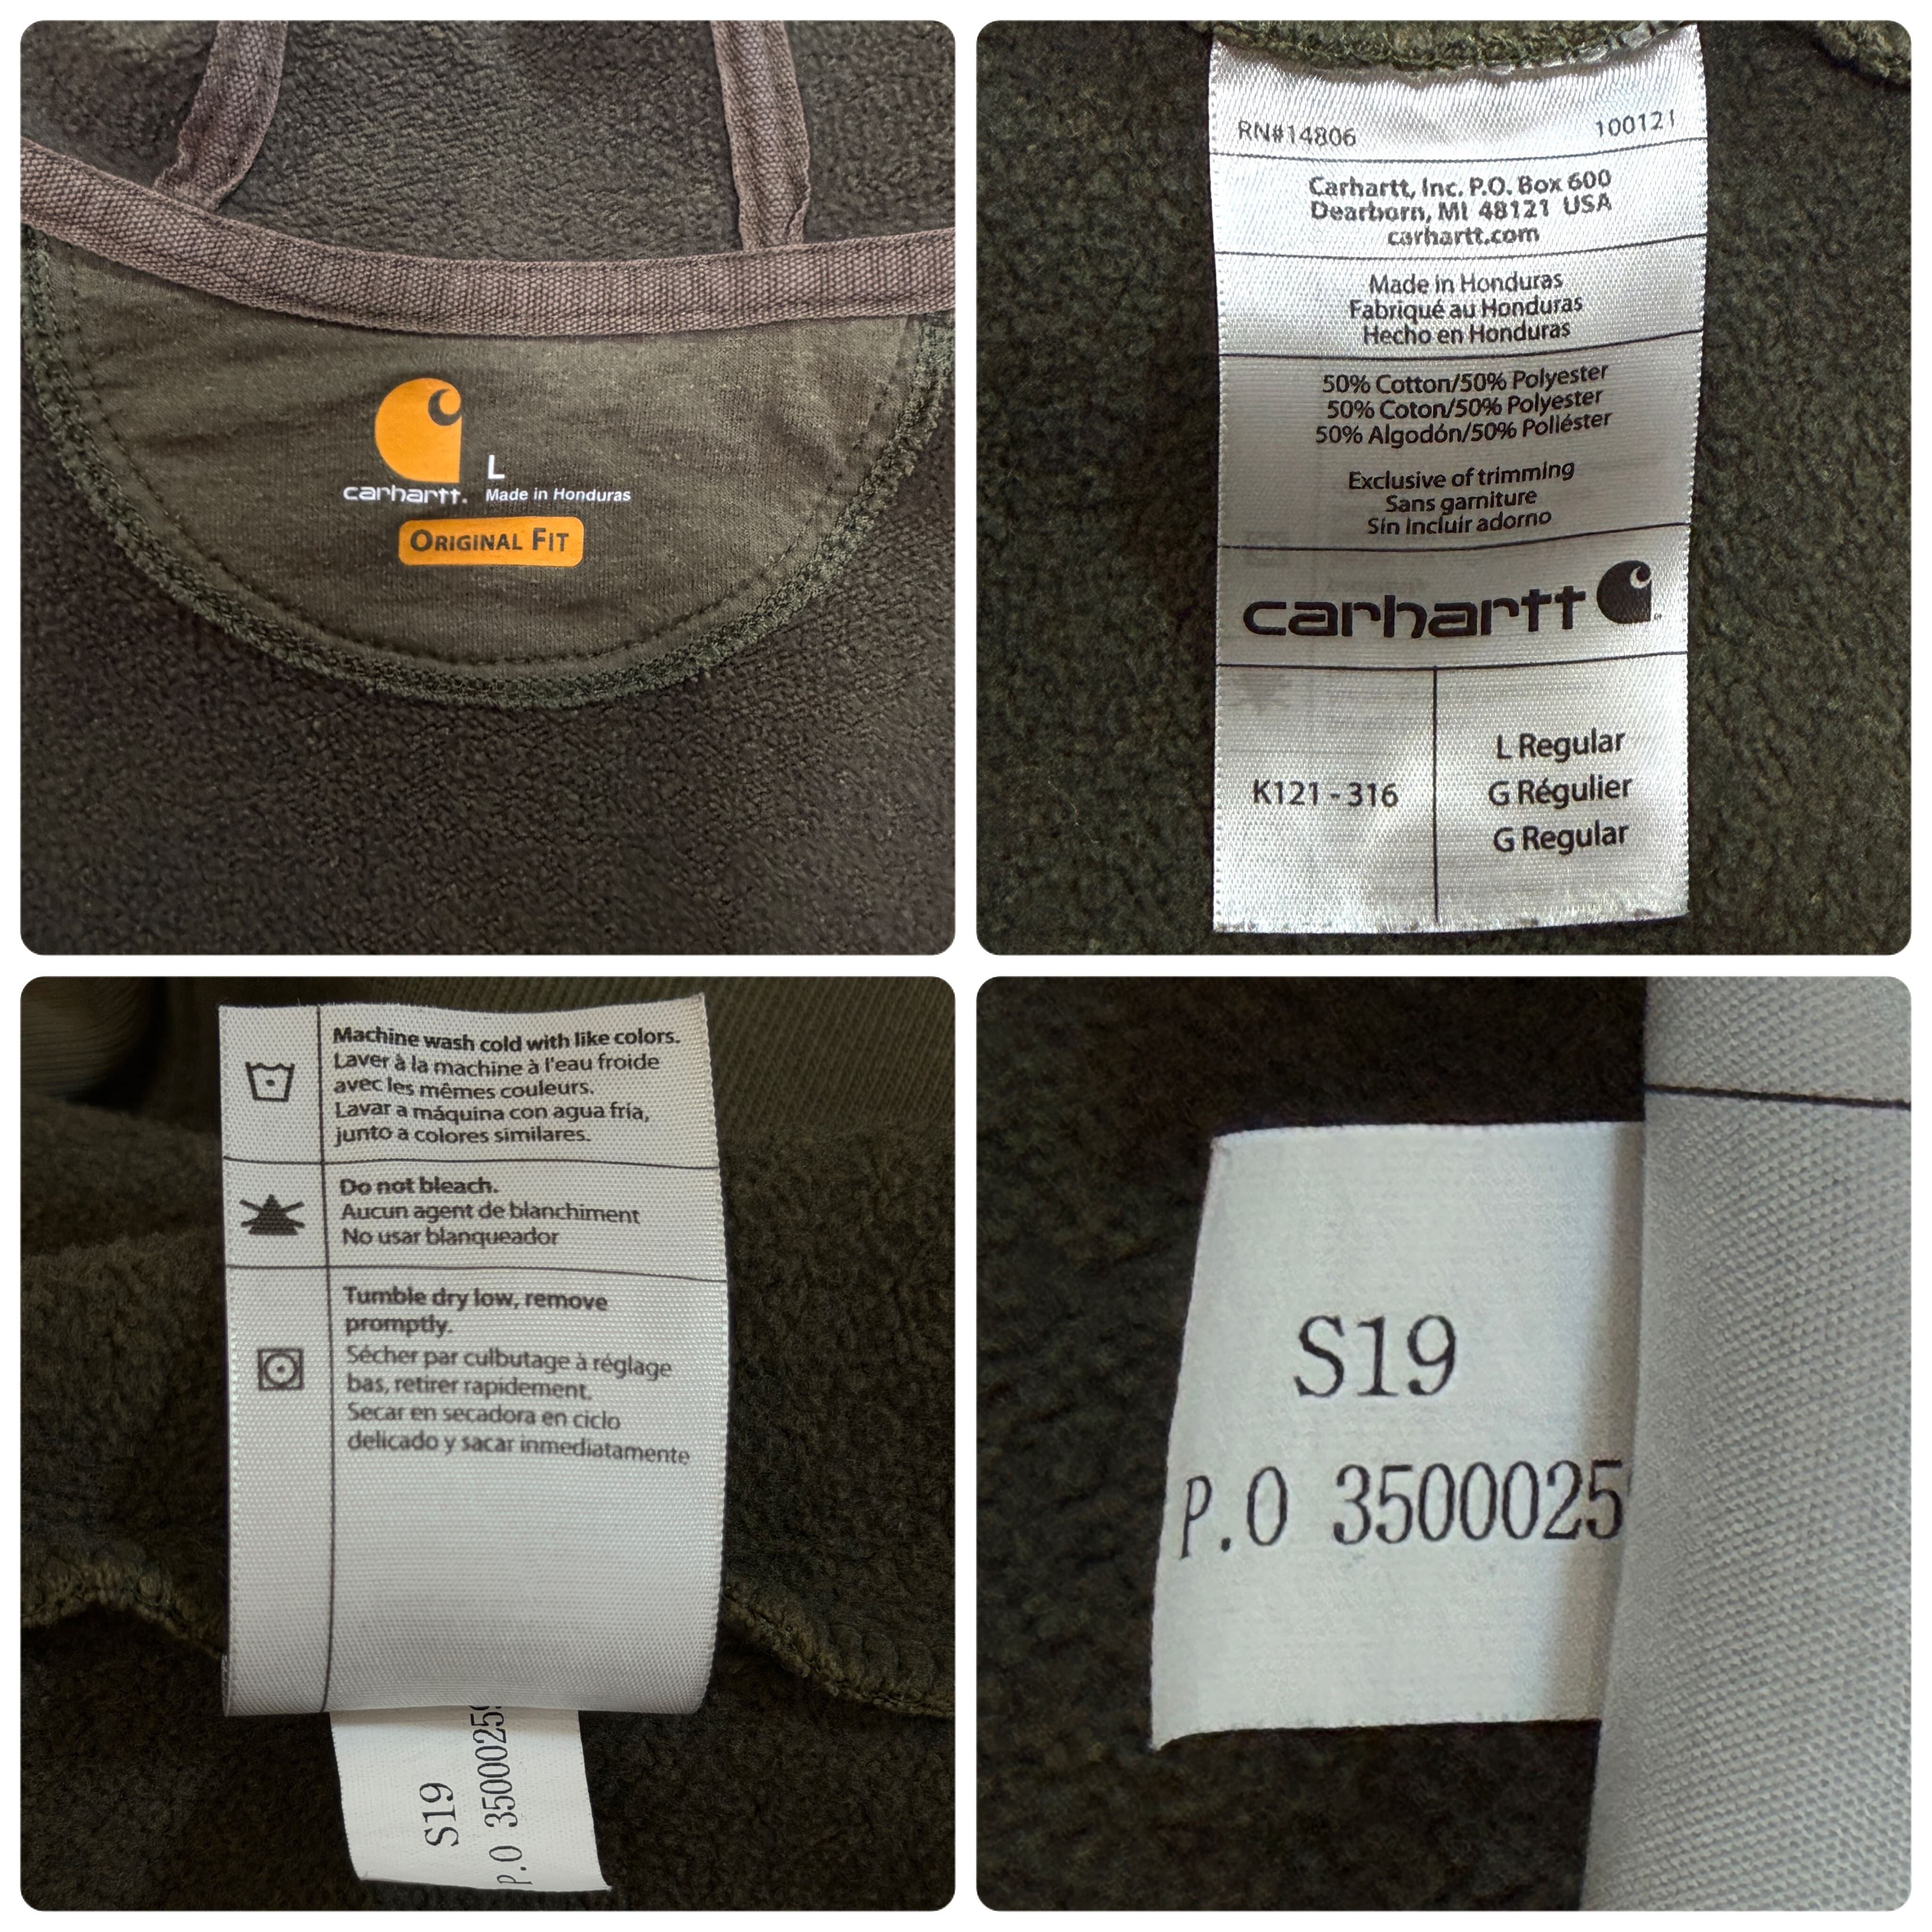 carhartt.
L
Made in Honduras
ORIGINAL FIT
RN#14806 100121
Carhartt, Inc. P.O. Box 600
Dearborn, MI 48121 USA
carhartt.com
Made in Honduras
Fabriqué au Honduras
Hecho en Honduras
50% Cotton/50% Polyester
50% Coton/50% Polyester
50% Algodón/50% Poliéster
Exclusive of trimming
Sans garniture
Sin incluir adorno
carhartt
K121 - 316
L Regular
G Régulier
G Regular
Machine wash cold with like colors.
Laver à la machine à l'eau froide
avec les mêmes couleurs.
Lavar a máquina con agua fría,
junto a colores similares.
Do not bleach.
Aucun agent de blanchiment
No usar blanqueador
Tumble dry low, remove
promptly.
Sécher par culbutage à réglage
bas, retirer rapidement.
Secar en secadora en ciclo
delicado y sacar inmediatamente
S19
P.O 3500025
S19
P.O 3500025